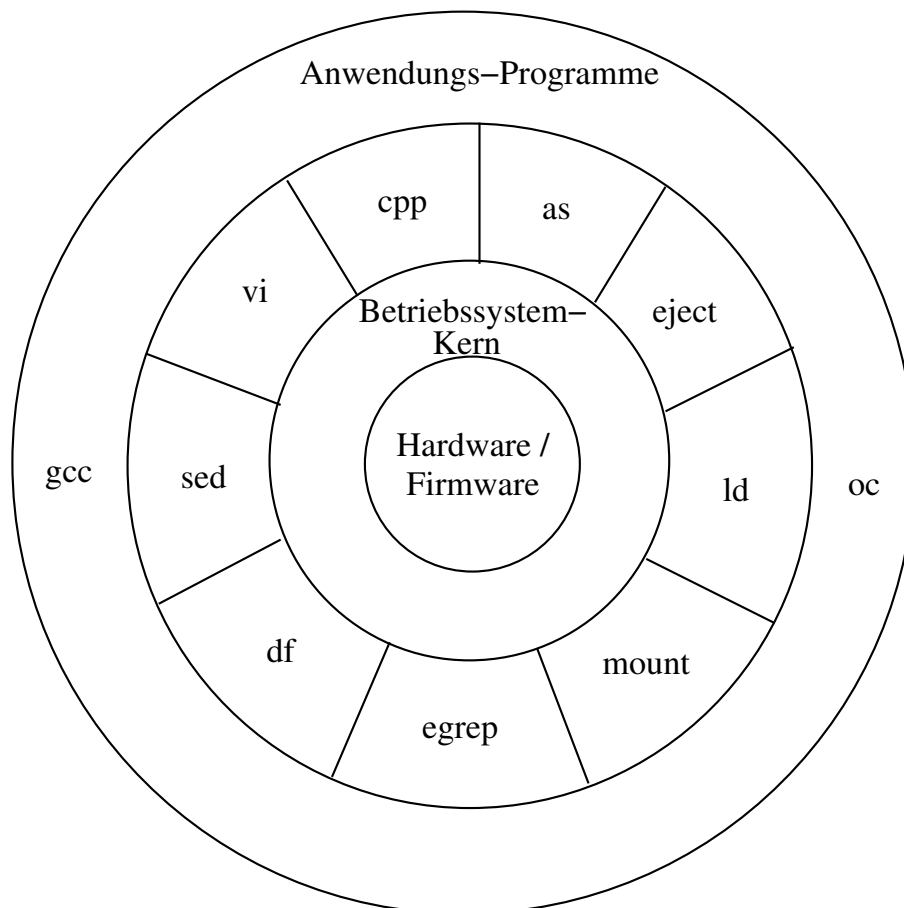 Anwendungs−Programme
cpp
as
vi
eject
Betriebssystem−
Kern
Hardware /
Firmware
gcc
sed
ld
oc
df
mount
egrep